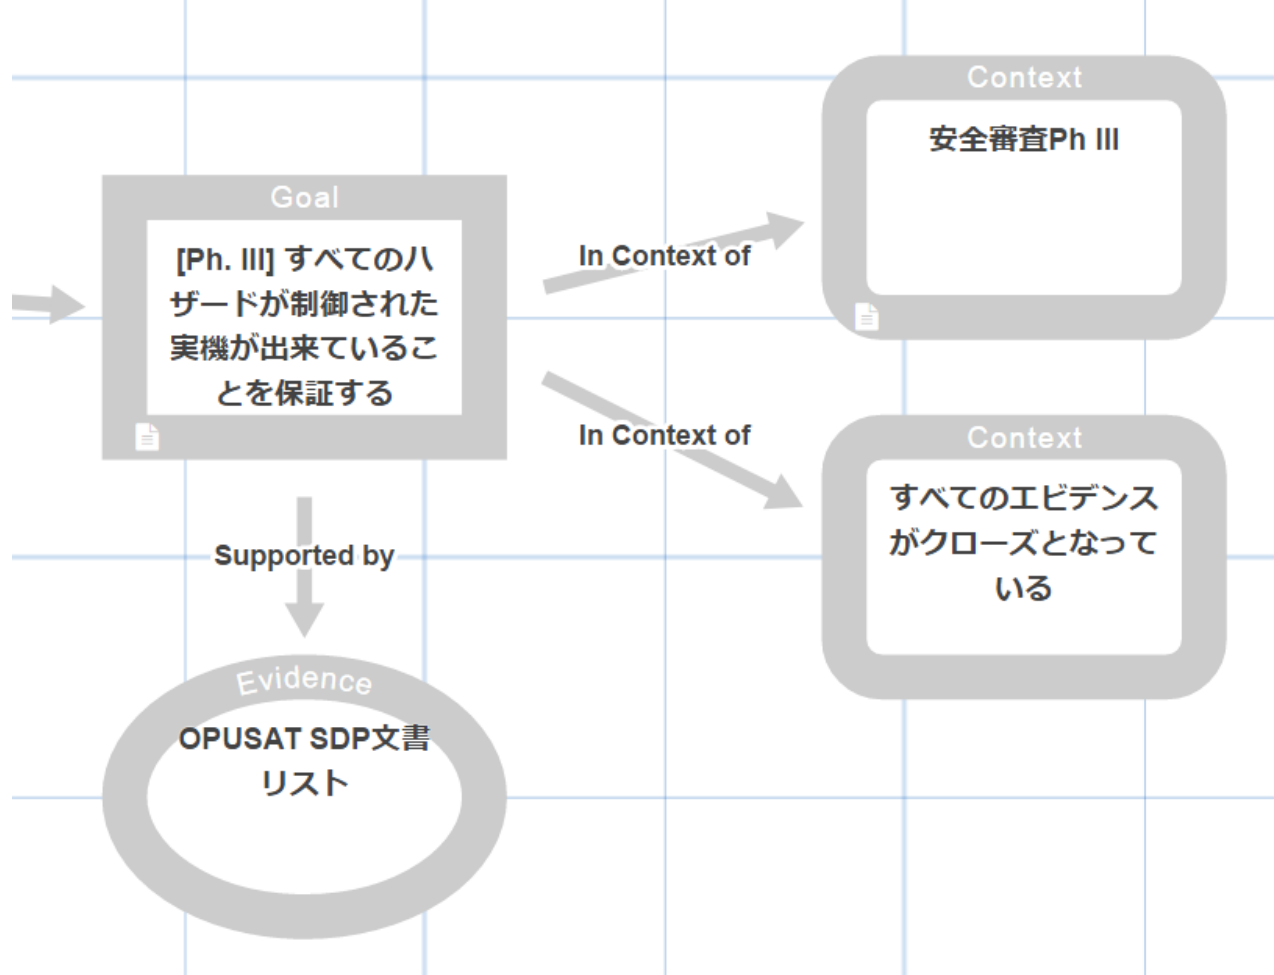 Context
安全審査Ph III
Goal
[Ph. III] すべてのハ
ザードが制御された
実機が出来ているこ
とを保証する
In Context of
In Context of
Context
すべてのエビデンス
がクローズとなって
いる
Supported by
Evidence
OPUSAT SDP文書
リスト